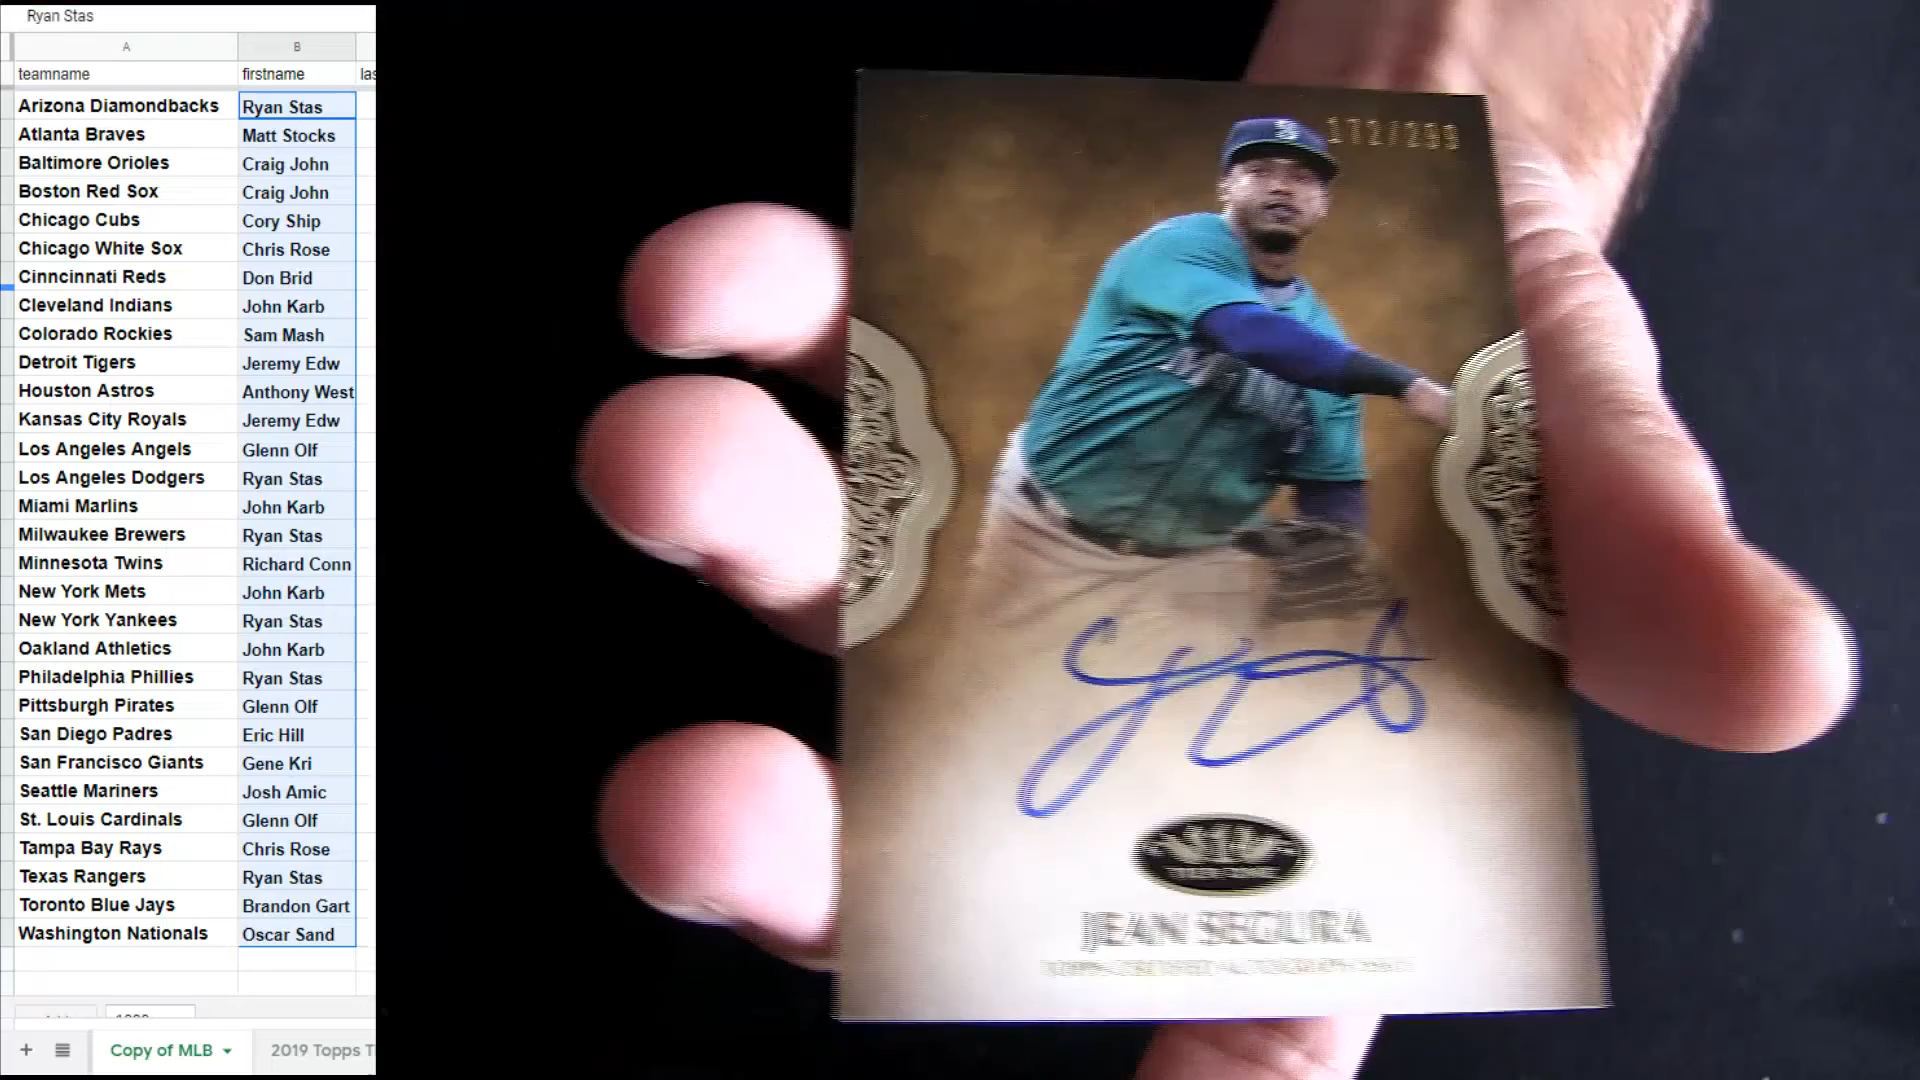 Ryan Stas
A B
teamname firstname las
Arizona Diamondbacks Ryan Stas
Atlanta Braves Matt Stocks
Baltimore Orioles Craig John
Boston Red Sox Craig John
Chicago Cubs Cory Ship
Chicago White Sox Chris Rose
Cinncinnati Reds Don Brid
Cleveland Indians John Karb
Colorado Rockies Sam Mash
Detroit Tigers Jeremy Edw
Houston Astros Anthony West
Kansas City Royals Jeremy Edw
Los Angeles Angels Glenn Olf
Los Angeles Dodgers Ryan Stas
Miami Marlins John Karb
Milwaukee Brewers Ryan Stas
Minnesota Twins Richard Conn
New York Mets John Karb
New York Yankees Ryan Stas
Oakland Athletics John Karb
Philadelphia Phillies Ryan Stas
Pittsburgh Pirates Glenn Olf
San Diego Padres Eric Hill
San Francisco Giants Gene Kri
Seattle Mariners Josh Amic
St. Louis Cardinals Glenn Olf
Tampa Bay Rays Chris Rose
Texas Rangers Ryan Stas
Toronto Blue Jays Brandon Gart
Washington Nationals Oscar Sand
Copy of MLB 2019 Topps T
172/299
JEAN SEGURA